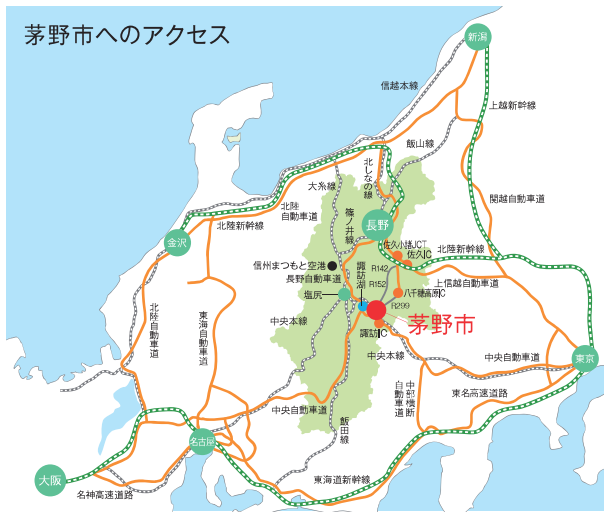 茅野市へのアクセス
新潟
信越本線
上越新幹線
飯山線
北しなの線
大糸線
北陸
自動車道
篠ノ井線
関越自動車道
北陸新幹線
長野
金沢
佐久小諸JCT
佐久IC
北陸新幹線
信州まつもと空港
諏訪湖
R142
長野自動車道
R152
上信越自動車道
塩尻
八千穂高原IC
R299
茅野市
北陸自動車道
東海自動車道
中央本線
諏訪IC
中央本線
中央自動車道
東京
中部横断
自動車道
東名高速道路
中央自動車道
飯田線
名古屋
大阪
名神高速道路
東海道新幹線